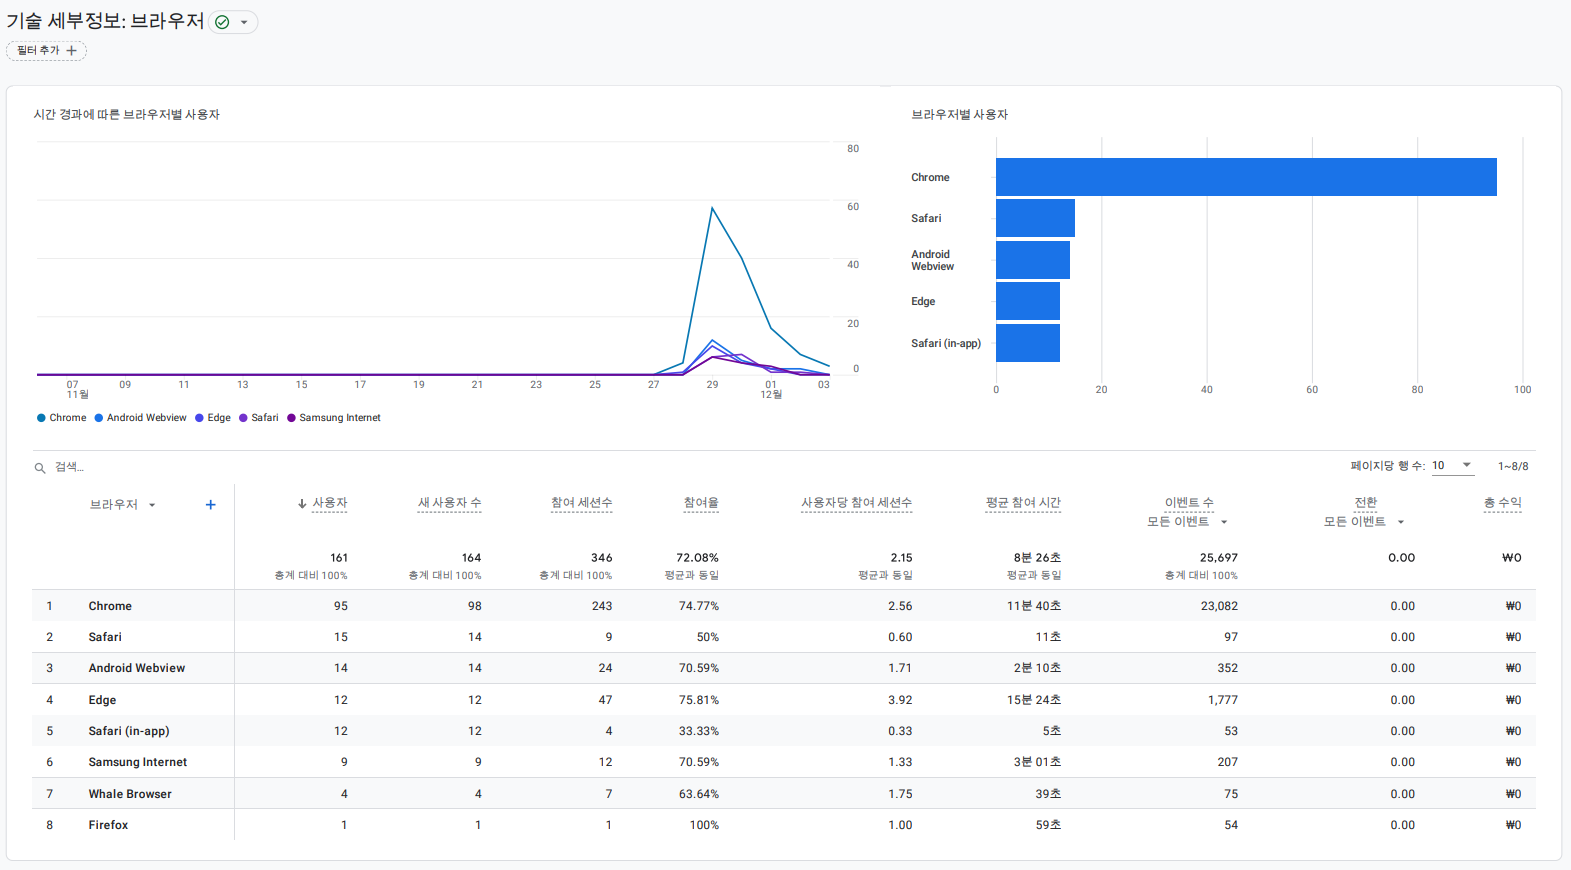 기술 세부정보: 브라우저
필터 추가
시간 경과에 따른 브라우저별 사용자
80
60
40
20
0
07
11월
09
11
13
15
17
19
21
23
25
27
29
01
12월
03
Chrome Android Webview Edge Safari Samsung Internet
브라우저별 사용자
Chrome
Safari
Android
Webview
Edge
Safari (in-app)
0 20 40 60 80 100
검색...
페이지당 행 수: 10 1~8/8
브라우저 + 사용자 새 사용자 수 참여 세션수 참여율 사용자당 참여 세션수 평균 참여 시간 이벤트 수 전환 총 수익
모든 이벤트 모든 이벤트
161 164 346 72.08% 2.15 8분 26초 25,697 0.00 ₩0
총계 대비 100% 총계 대비 100% 총계 대비 100% 평균과 동일 평균과 동일 평균과 동일 총계 대비 100%
1 Chrome 95 98 243 74.77% 2.56 11분 40초 23,082 0.00 ₩0
2 Safari 15 14 9 50% 0.60 11초 97 0.00 ₩0
3 Android Webview 14 14 24 70.59% 1.71 2분 10초 352 0.00 ₩0
4 Edge 12 12 47 75.81% 3.92 15분 24초 1,777 0.00 ₩0
5 Safari (in-app) 12 12 4 33.33% 0.33 5초 53 0.00 ₩0
6 Samsung Internet 9 9 12 70.59% 1.33 3분 01초 207 0.00 ₩0
7 Whale Browser 4 4 7 63.64% 1.75 39초 75 0.00 ₩0
8 Firefox 1 1 1 100% 1.00 59초 54 0.00 ₩0